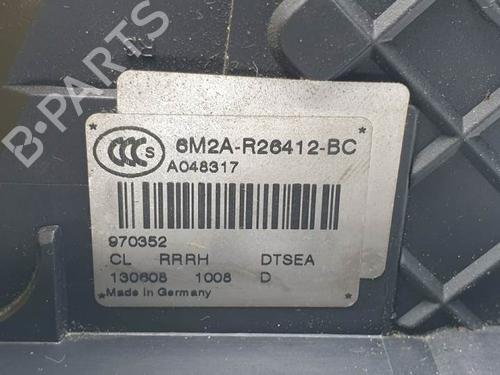 B-PARTS
CCC S 6M2A-R26412-BC
A048317
970352
CL RRRH DTSEA
130608 1008 D
Made in Germany